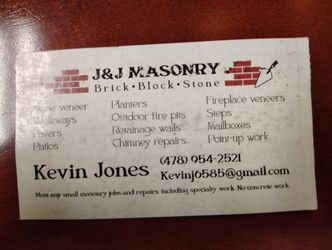 J&J MASONRY
Brick • Block • Stone
Stone veneer Planters Fireplace veneers
Walkways Outdoor fire pits Steps
Pavers Retainage walls Mailboxes
Patios Chimney repairs Point-up work
Kevin Jones (478) 954-2521
Kevinj6585@gmail.com
Most any small masonry jobs and repairs including specialty work. No concrete work